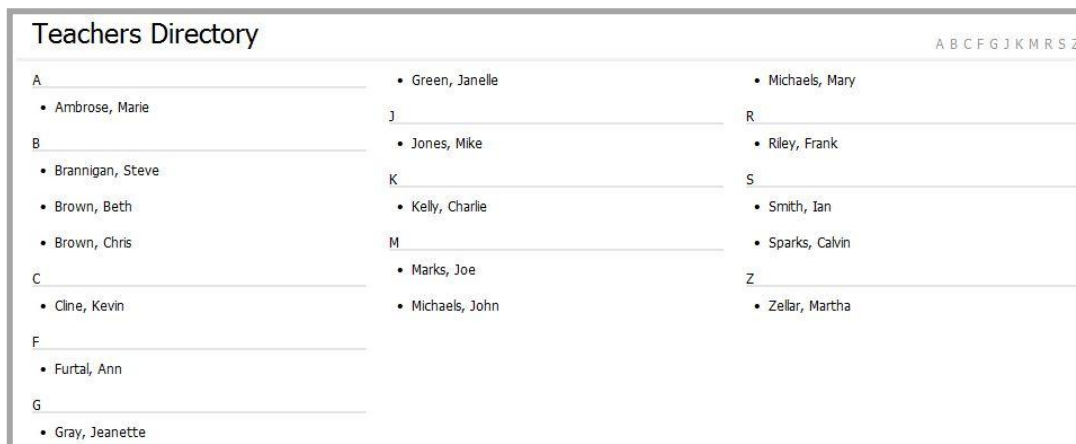 Teachers Directory
A B C F G J K M R S Z
A
• Ambrose, Marie
B
• Brannigan, Steve
• Brown, Beth
• Brown, Chris
C
• Cline, Kevin
F
• Furtal, Ann
G
• Gray, Jeanette
• Green, Janelle
J
• Jones, Mike
K
• Kelly, Charlie
M
• Marks, Joe
• Michaels, John
• Michaels, Mary
R
• Riley, Frank
S
• Smith, Ian
• Sparks, Calvin
Z
• Zellar, Martha